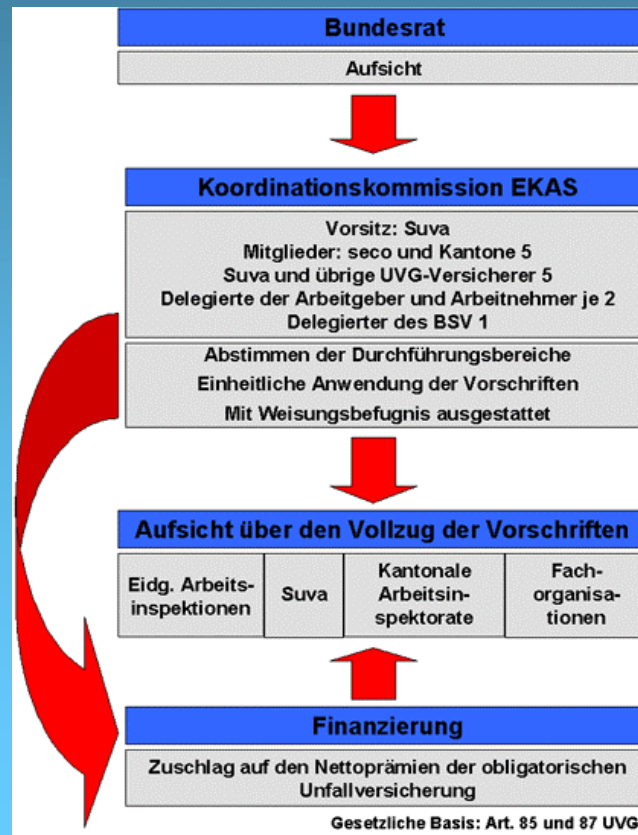 Bundesrat
Aufsicht
Koordinationskommission EKAS
Vorsitz: Suva
Mitglieder: seco und Kantone 5
Suva und übrige UVG-Versicherer 5
Delegierte der Arbeitgeber und Arbeitnehmer je 2
Delegierter des BSV 1
Abstimmen der Durchführungsbereiche
Einheitliche Anwendung der Vorschriften
Mit Weisungsbefugnis ausgestattet
Aufsicht über den Vollzug der Vorschriften
Eidg. Arbeits-
inspektionen
Suva
Kantonale
Arbeitsin-
spektorate
Fach-
organisa-
tionen
Finanzierung
Zuschlag auf den Nettoprämien der obligatorischen
Unfallversicherung
Gesetzliche Basis: Art. 85 und 87 UVG